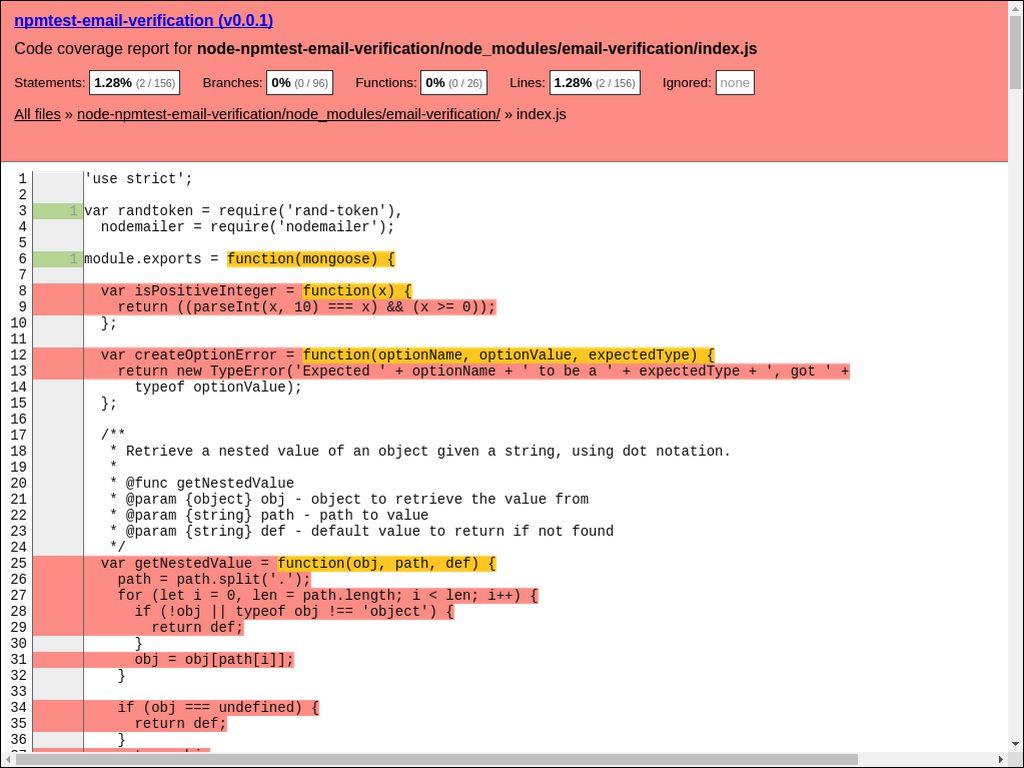 npmtest-email-verification (v0.0.1)
Code coverage report for node-npmtest-email-verification/node_modules/email-verification/index.js
Statements: 1.28% (2 / 156) Branches: 0% (0 / 96) Functions: 0% (0 / 26) Lines: 1.28% (2 / 156) Ignored: none
All files » node-npmtest-email-verification/node_modules/email-verification/ » index.js
1 'use strict';
2
3 1 var randtoken = require('rand-token'),
4 nodemailer = require('nodemailer');
5
6 1 module.exports = function(mongoose) {
7
8 var isPositiveInteger = function(x) {
9 return ((parseInt(x, 10) === x) && (x >= 0));
10 };
11
12 var createOptionError = function(optionName, optionValue, expectedType) {
13 return new TypeError('Expected ' + optionName + ' to be a ' + expectedType + ', got ' +
14 typeof optionValue);
15 };
16
17 /**
18 * Retrieve a nested value of an object given a string, using dot notation.
19 *
20 * @func getNestedValue
21 * @param {object} obj - object to retrieve the value from
22 * @param {string} path - path to value
23 * @param {string} def - default value to return if not found
24 */
25 var getNestedValue = function(obj, path, def) {
26 path = path.split('.');
27 for (let i = 0, len = path.length; i < len; i++) {
28 if (!obj || typeof obj !== 'object') {
29 return def;
30 }
31 obj = obj[path[i]];
32 }
33
34 if (obj === undefined) {
35 return def;
36 }